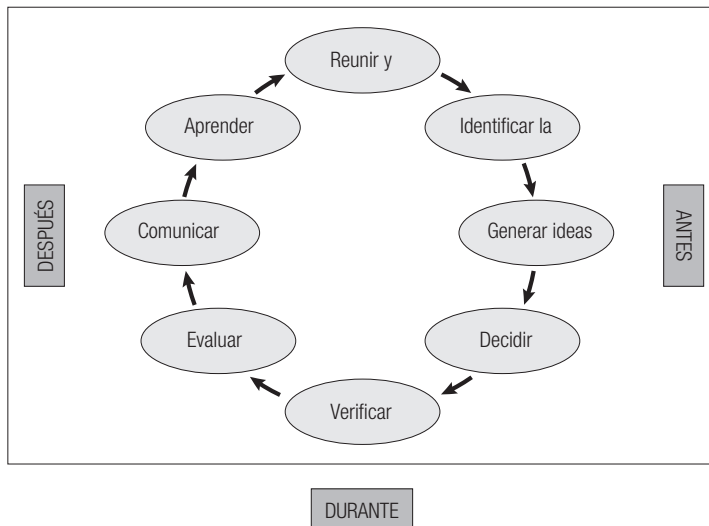 Reunir y
Aprender
Identificar la
DESPUÉS
Comunicar
Generar ideas
ANTES
Evaluar
Decidir
Verificar
DURANTE